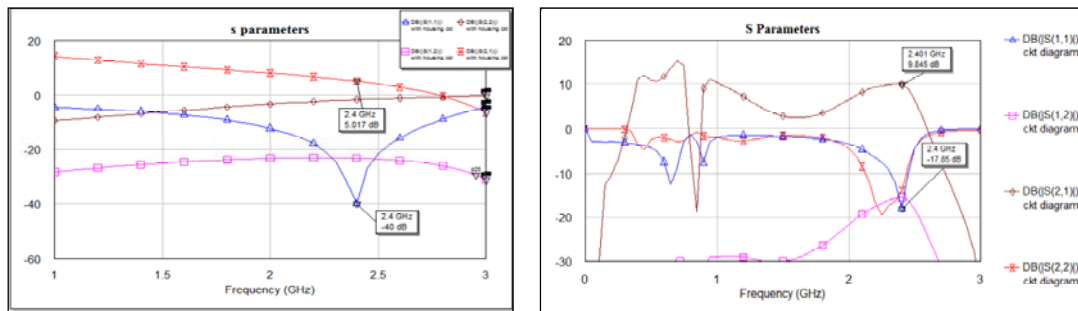 s parameters
DB(|S(1,1)|)
with housing ckt
DB(|S(2,2)|)
with housing ckt
DB(|S(1,2)|)
with housing ckt
DB(|S(2,1)|)
with housing ckt
20
0
-20
-40
-60
2.4 GHz
5.017 dB
2.4 GHz
-40 dB
1
1.5
2
2.5
3
Frequency (GHz)
S Parameters
20
10
0
-10
-20
-30
2.401 GHz
9.845 dB
2.4 GHz
-17.85 dB
0
1
2
3
Frequency (GHz)
DB(|S(1,1)|)
ckt diagram
DB(|S(1,2)|)
ckt diagram
DB(|S(2,1)|)
ckt diagram
DB(|S(2,2)|)
ckt diagram